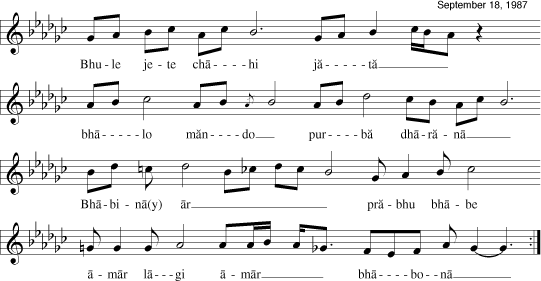 September 18, 1987
Bhu - le je - te chā - - - - hi jā - - - - - tā
bhā - - - - - lo mān - - - do pur - - - bā dhā - rā - nā
Bhā - bi - nā(y) ār prā - bhu bhā - be
ā - mār lā - - - gi ā - mār bhā - - - - bo - nā